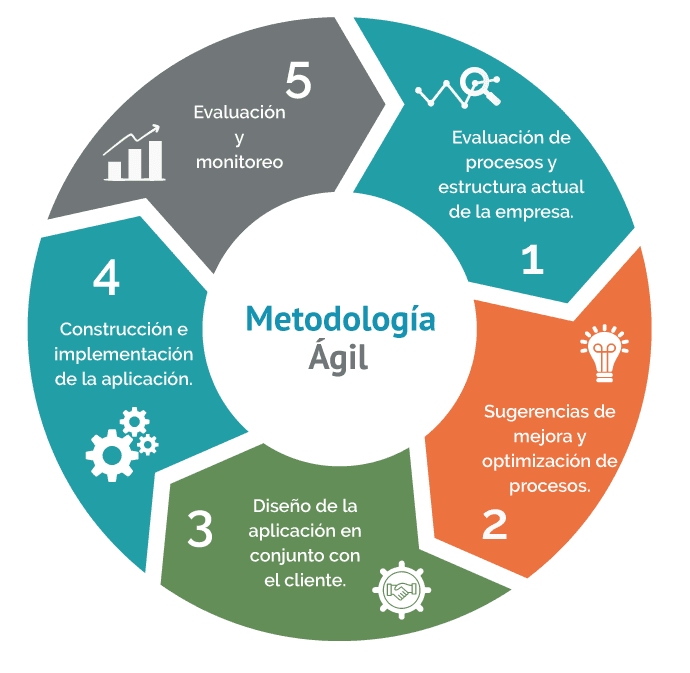 Metodología
Ágil
Evaluación de
procesos y
estructura actual
de la empresa.
1
Sugerencias de
mejora y
optimización de
procesos.
2
3
Diseño de la
aplicación en
conjunto con
el cliente.
4
Construcción e
implementación
de la aplicación.
5
Evaluación
y
monitoreo